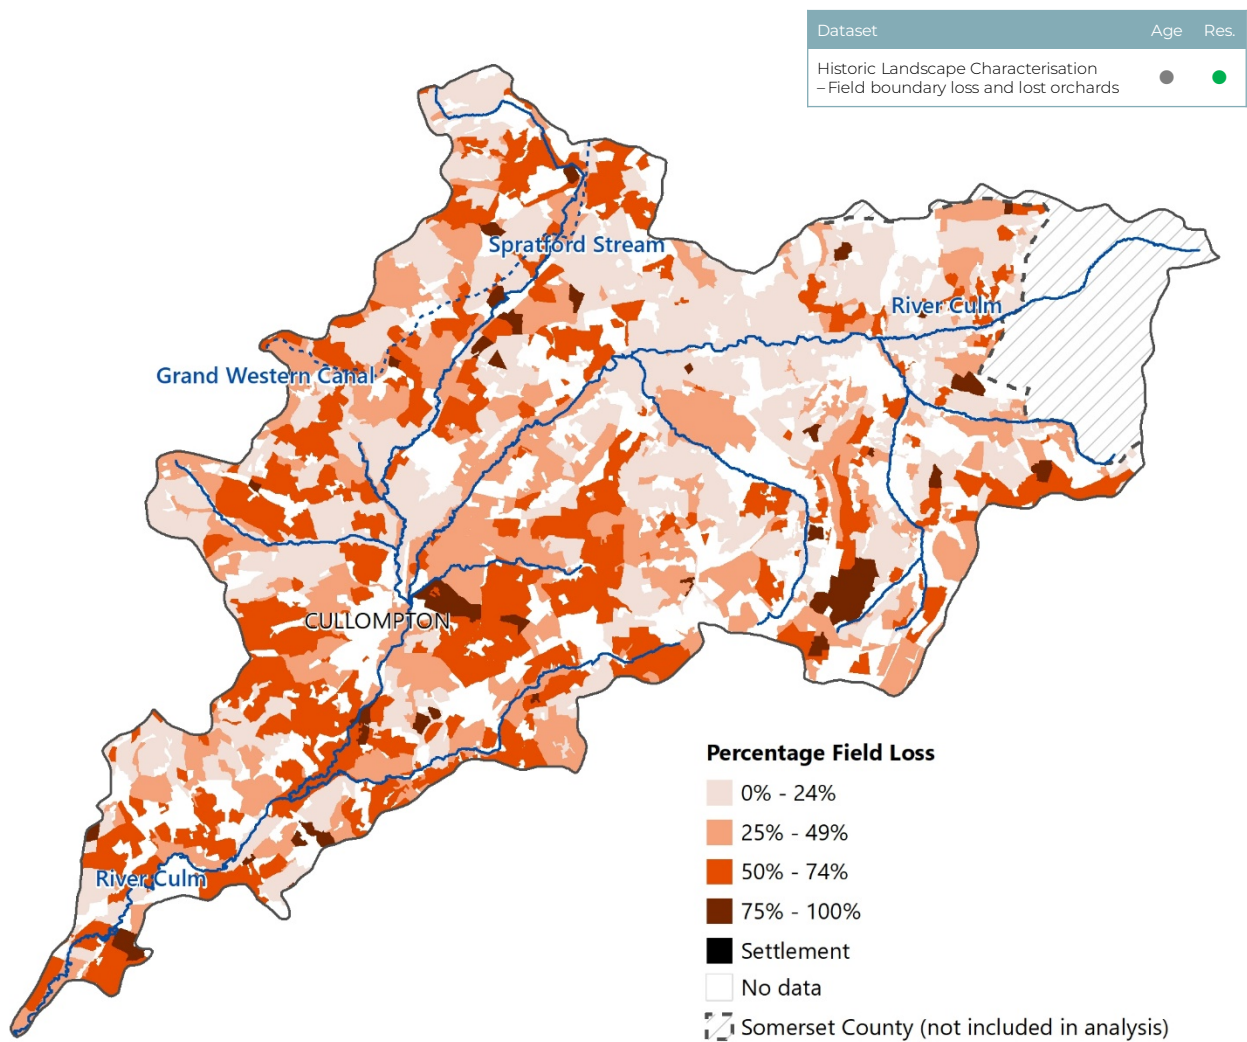 Dataset Age Res.
Historic Landscape Characterisation
– Field boundary loss and lost orchards
Spratford Stream
River Culm
Grand Western Canal
CULLOMPTON
River Culm
Percentage Field Loss
0% - 24%
25% - 49%
50% - 74%
75% - 100%
Settlement
No data
Somerset County (not included in analysis)